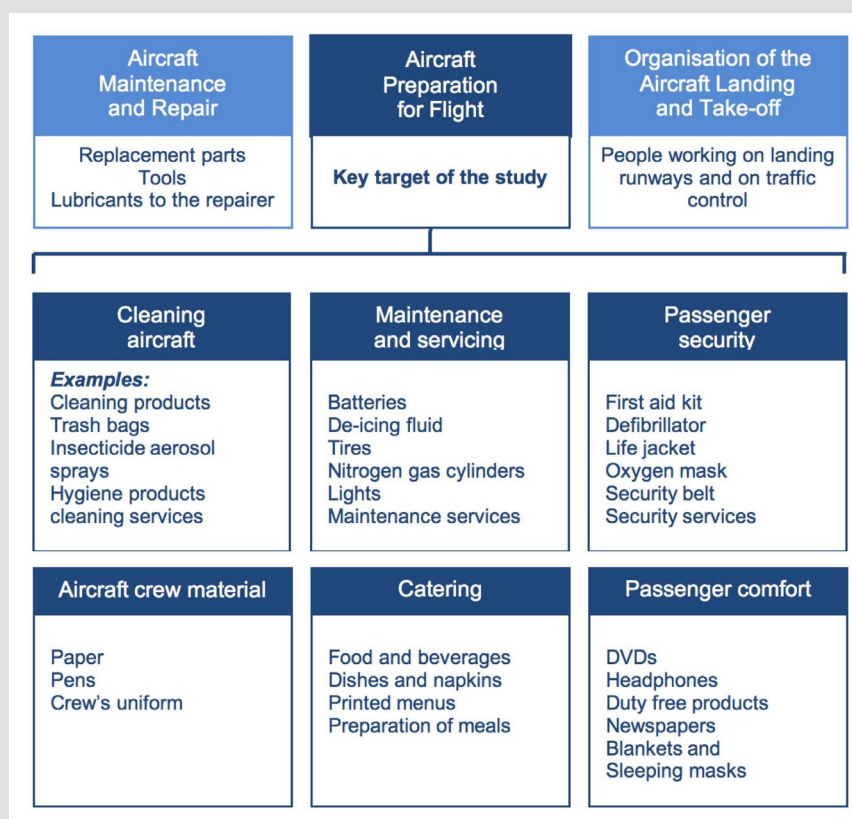 Aircraft
Maintenance
and Repair
Replacement parts
Tools
Lubricants to the repairer
Aircraft
Preparation
for Flight
Key target of the study
Organisation of the
Aircraft Landing
and Take-off
People working on landing
runways and on traffic
control
Cleaning
aircraft
Examples:
Cleaning products
Trash bags
Insecticide aerosol
sprays
Hygiene products
cleaning services
Maintenance
and servicing
Batteries
De-icing fluid
Tires
Nitrogen gas cylinders
Lights
Maintenance services
Passenger
security
First aid kit
Defibrillator
Life jacket
Oxygen mask
Security belt
Security services
Aircraft crew material
Paper
Pens
Crew's uniform
Catering
Food and beverages
Dishes and napkins
Printed menus
Preparation of meals
Passenger comfort
DVDs
Headphones
Duty free products
Newspapers
Blankets and
Sleeping masks